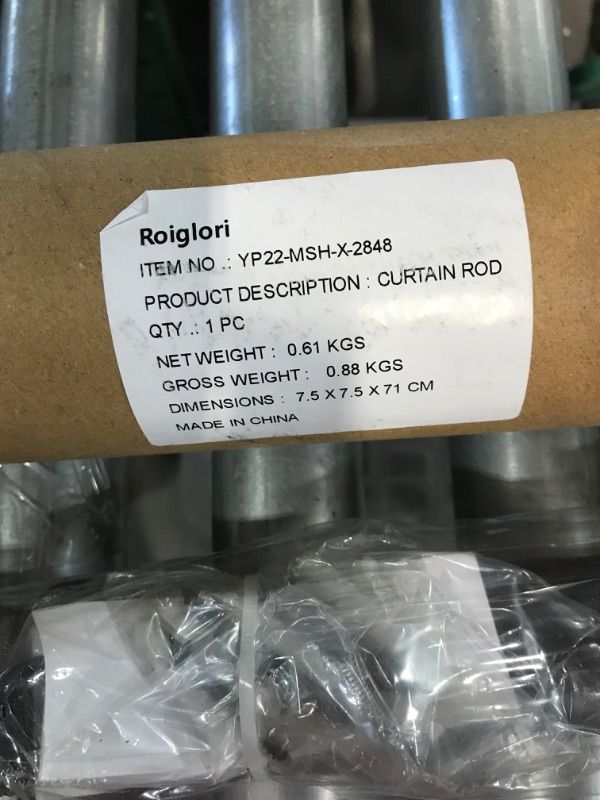 Roiglori
ITEM NO .: YP22-MSH-X-2848
PRODUCT DESCRIPTION : CURTAIN ROD
QTY .: 1 PC
NET WEIGHT : 0.61 KGS
GROSS WEIGHT : 0.88 KGS
DIMENSIONS : 7.5 X 7.5 X 71 CM
MADE IN CHINA